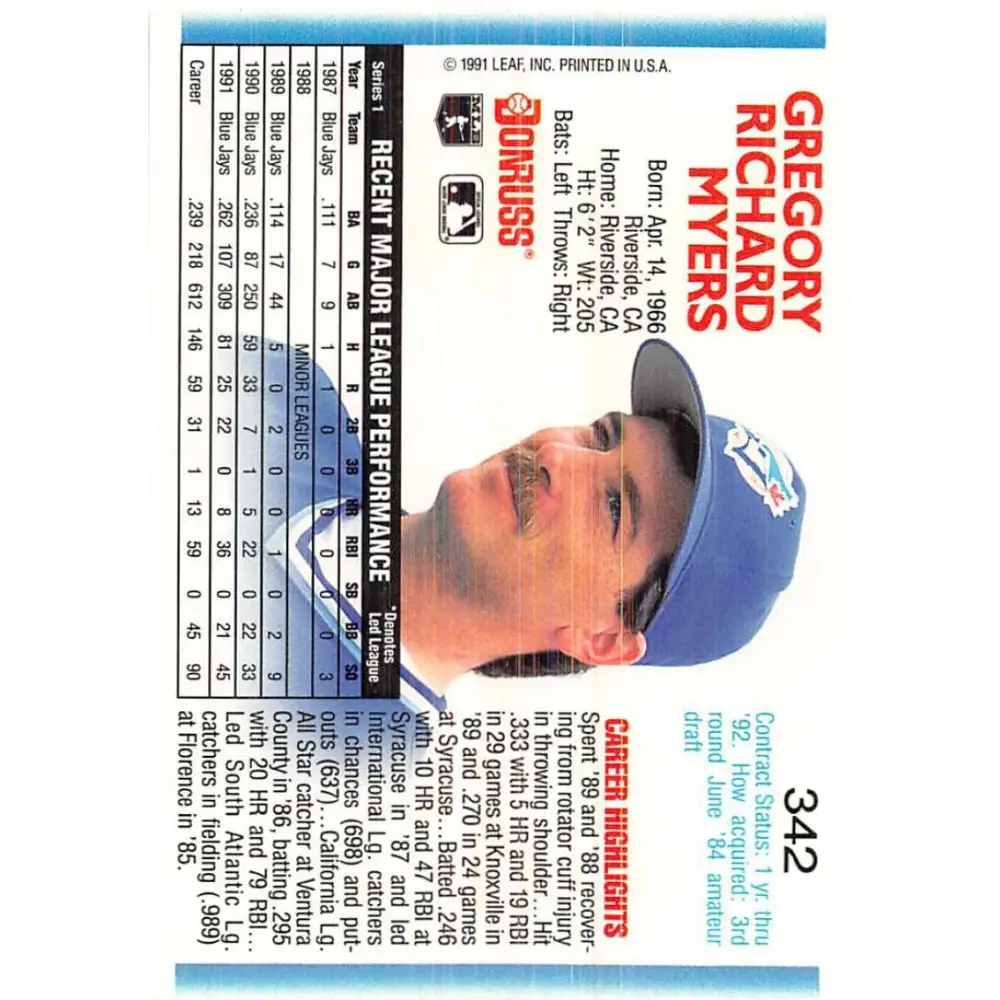 GREGORY
RICHARD
MYERS
Born: Apr. 14, 1966
Riverside, CA
Home: Riverside, CA
Ht: 6'2" Wt: 205
Bats: Left Throws: Right
DONRUSS®
MLB
© 1991 LEAF, INC. PRINTED IN U.S.A.
342
Contract Status: 1 yr. thru
'92. How acquired: 3rd
round June '84 amateur
draft
CAREER HIGHLIGHTS
Spent '89 and '88 recover-
ing from rotator cuff injury
in throwing shoulder...Hit
.333 with 5 HR and 19 RBI
in 29 games at Knoxville in
'89 and .270 in 24 games
at Syracuse...Batted .246
with 10 HR and 47 RBI at
Syracuse in '87 and led
International Lg. catchers
in chances (698) and put-
outs (637)...California Lg.
All Star catcher at Ventura
County in '86, batting .295
with 20 HR and 79 RBI...
Led South Atlantic Lg.
catchers in fielding (.989)
at Florence in '85.
Series 1 RECENT MAJOR LEAGUE PERFORMANCE *Denotes
Led League
Year Team BA G AB H R 2B 3B HR RBI SB BB SO
1987 Blue Jays .111 7 9 1 1 0 0 0 0 0 0 3
1988 MINOR LEAGUES
1989 Blue Jays .114 17 44 5 0 2 0 0 1 0 2 9
1990 Blue Jays .236 87 250 59 33 7 1 5 22 0 22 33
1991 Blue Jays .262 107 309 81 25 22 0 8 36 0 21 45
Career .239 218 612 146 59 31 1 13 59 0 45 90